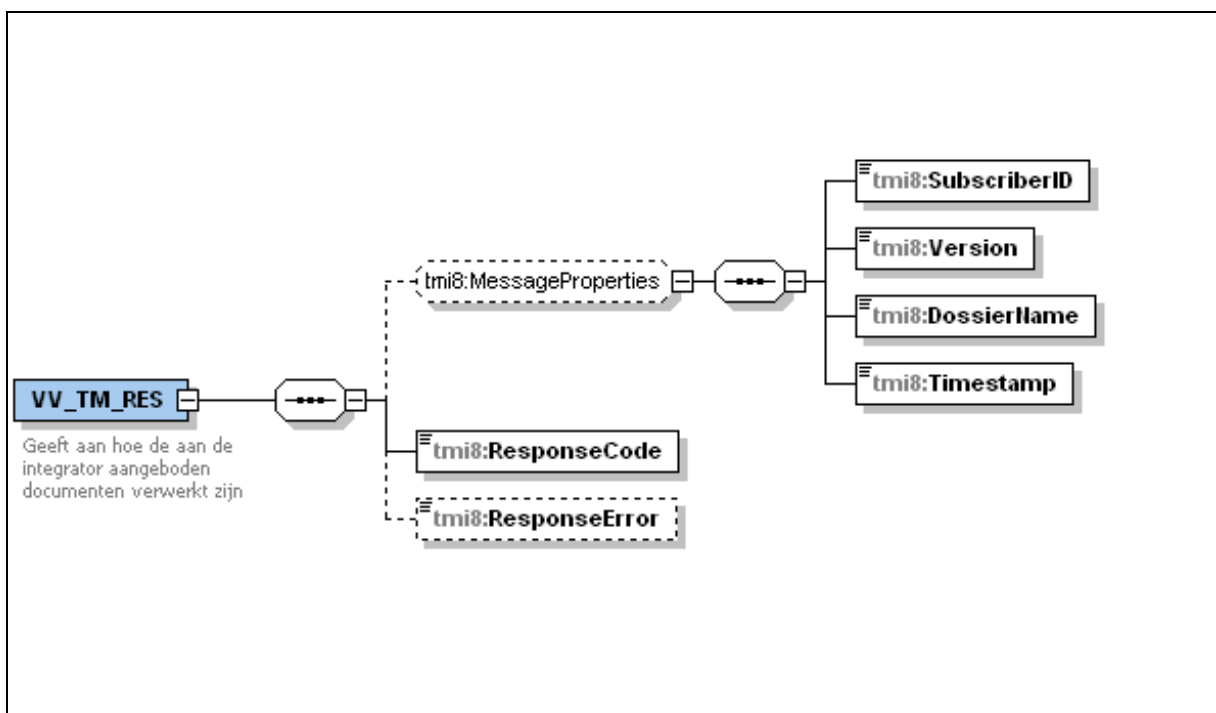 tmi8:SubscriberID
tmi8:Version
tmi8:MessageProperties
tmi8:DossierName
tmi8:Timestamp
VV_TM_RES
Geeft aan hoe de aan de
integrator aangeboden
documenten verwerkt zijn
tmi8:ResponseCode
tmi8:ResponseError